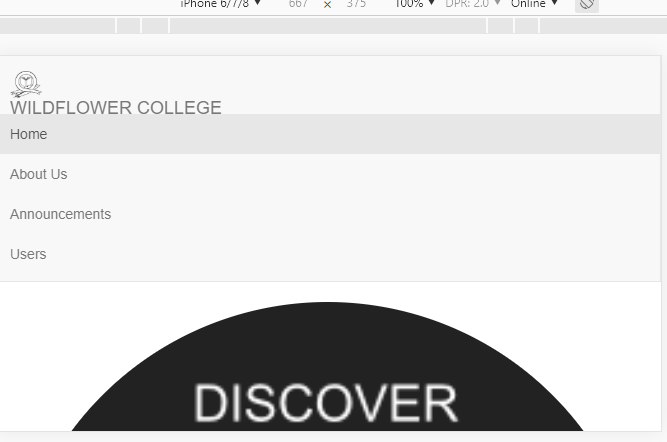 iPhone 6/7/8 ▼ 667 × 375 100% ▼ DPR: 2.0 ▼ Online ▼
WILDFLOWER COLLEGE
Home
About Us
Announcements
Users
DISCOVER